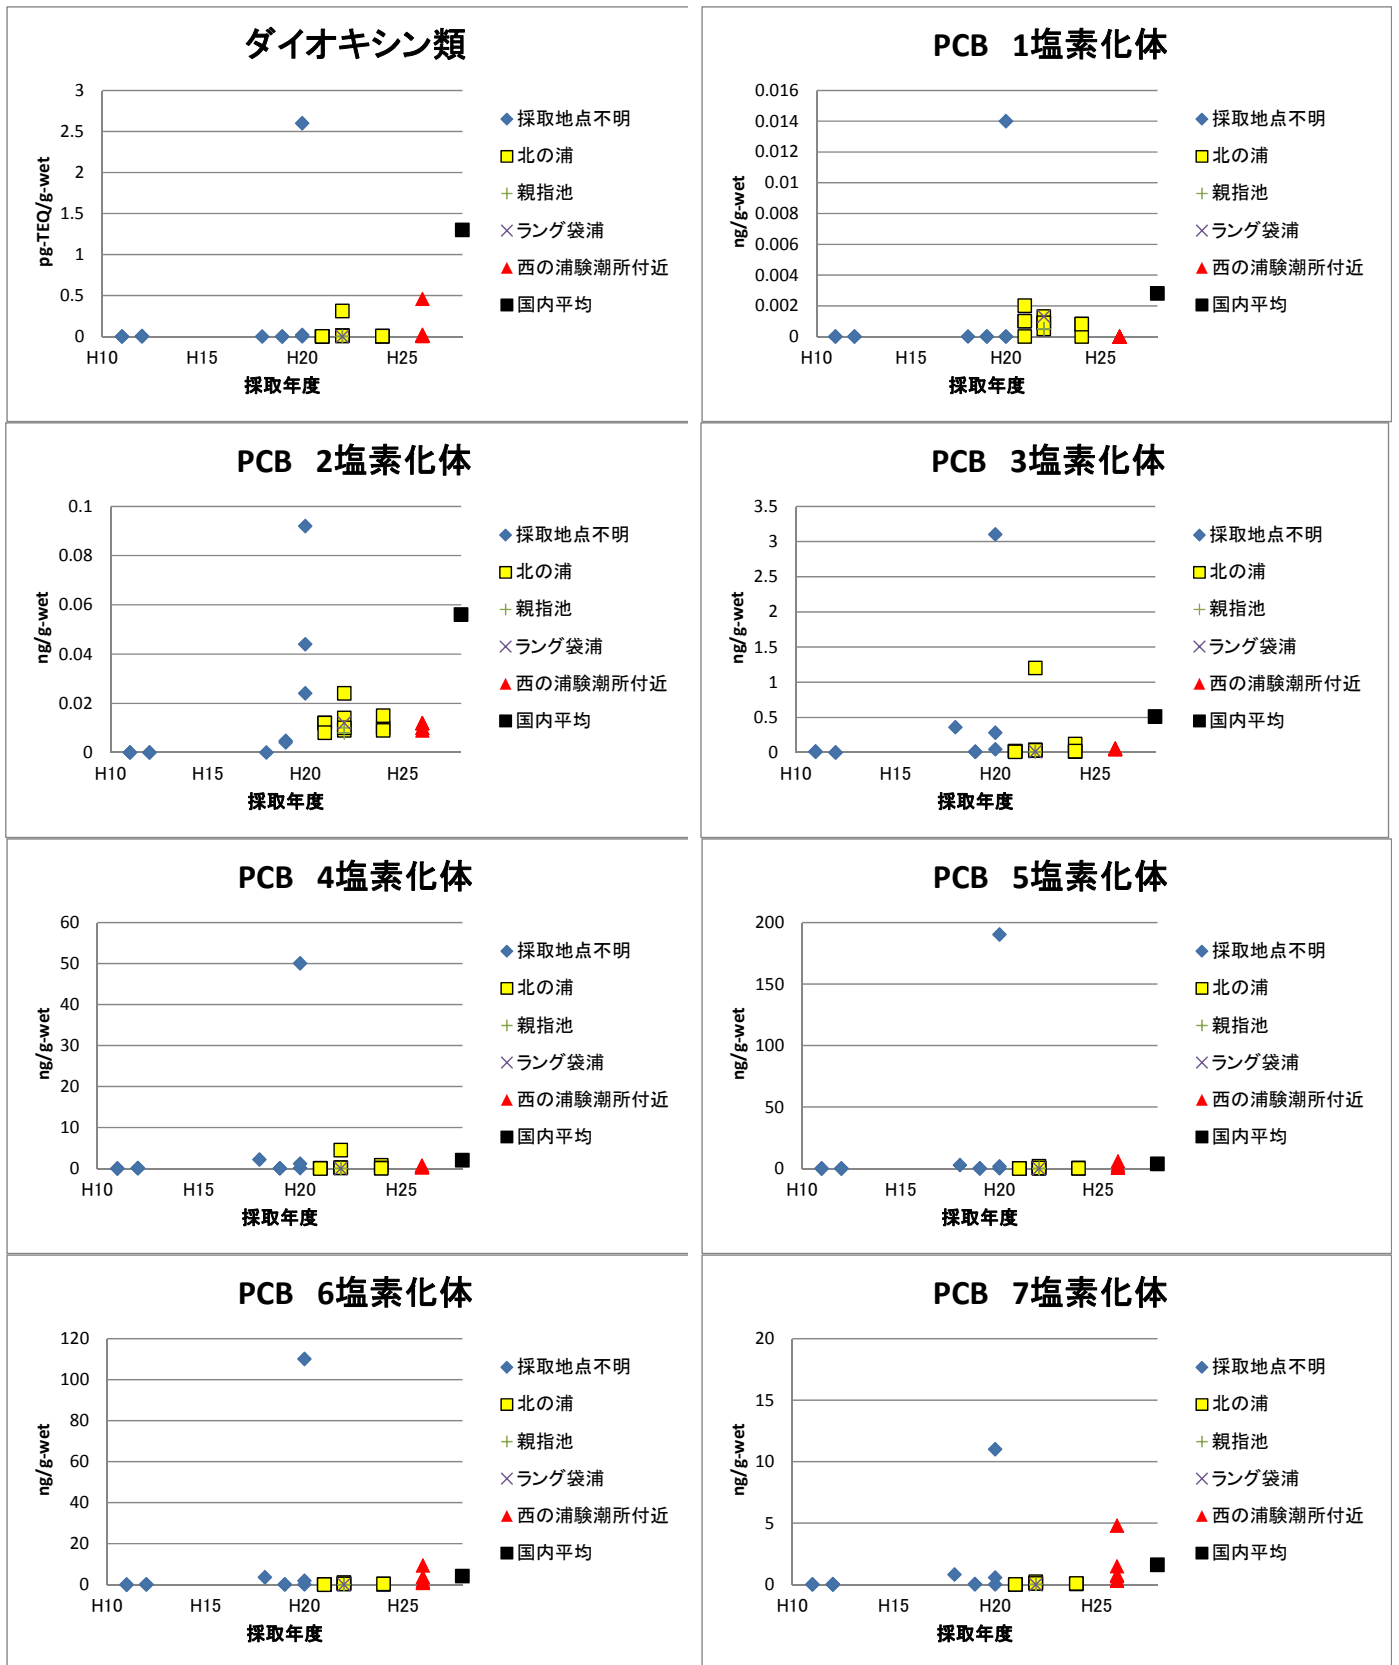 ダイオキシン類
3
2.5
2
1.5
1
0.5
0
pg-TEQ/g-wet
H10 H15 H20 H25
採取年度
採取地点不明
北の浦
親指池
ラング袋浦
西の浦験潮所付近
国内平均
PCB 1塩素化体
0.016
0.014
0.012
0.01
0.008
0.006
0.004
0.002
0
ng/g-wet
H10 H15 H20 H25
採取年度
採取地点不明
北の浦
親指池
ラング袋浦
西の浦験潮所付近
国内平均
PCB 2塩素化体
0.1
0.08
0.06
0.04
0.02
0
ng/g-wet
H10 H15 H20 H25
採取年度
採取地点不明
北の浦
親指池
ラング袋浦
西の浦験潮所付近
国内平均
PCB 3塩素化体
3.5
3
2.5
2
1.5
1
0.5
0
ng/g-wet
H10 H15 H20 H25
採取年度
採取地点不明
北の浦
親指池
ラング袋浦
西の浦験潮所付近
国内平均
PCB 4塩素化体
60
50
40
30
20
10
0
ng/g-wet
H10 H15 H20 H25
採取年度
採取地点不明
北の浦
親指池
ラング袋浦
西の浦験潮所付近
国内平均
PCB 5塩素化体
200
150
100
50
0
ng/g-wet
H10 H15 H20 H25
採取年度
採取地点不明
北の浦
親指池
ラング袋浦
西の浦験潮所付近
国内平均
PCB 6塩素化体
120
100
80
60
40
20
0
ng/g-wet
H10 H15 H20 H25
採取年度
採取地点不明
北の浦
親指池
ラング袋浦
西の浦験潮所付近
国内平均
PCB 7塩素化体
20
15
10
5
0
ng/g-wet
H10 H15 H20 H25
採取年度
採取地点不明
北の浦
親指池
ラング袋浦
西の浦験潮所付近
国内平均